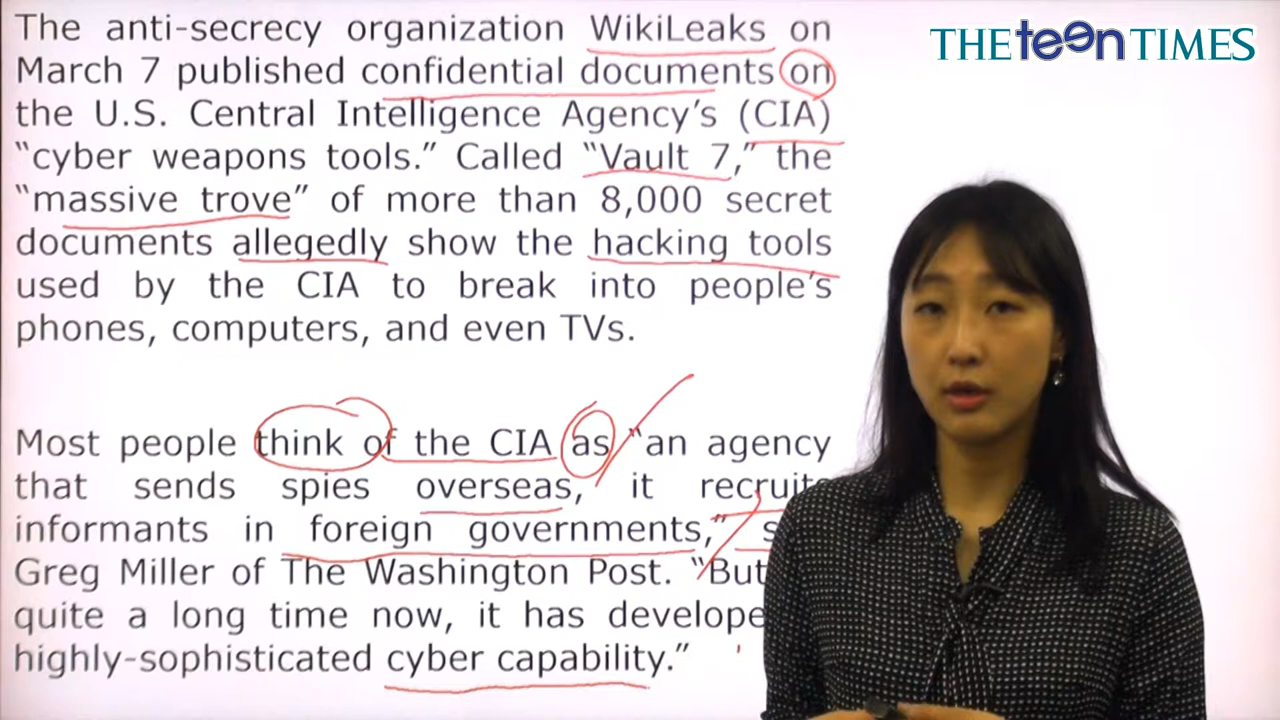 The anti-secrecy organization WikiLeaks on
March 7 published confidential documents on
the U.S. Central Intelligence Agency's (CIA)
“cyber weapons tools.” Called “Vault 7,” the
“massive trove” of more than 8,000 secret
documents allegedly show the hacking tools
used by the CIA to break into people's
phones, computers, and even TVs.
Most people think of the CIA as “an agency
that sends spies overseas, it recruits
informants in foreign governments,”
Greg Miller of The Washington Post. “But
quite a long time now, it has develope
highly-sophisticated cyber capability.”
THE teen TIMES